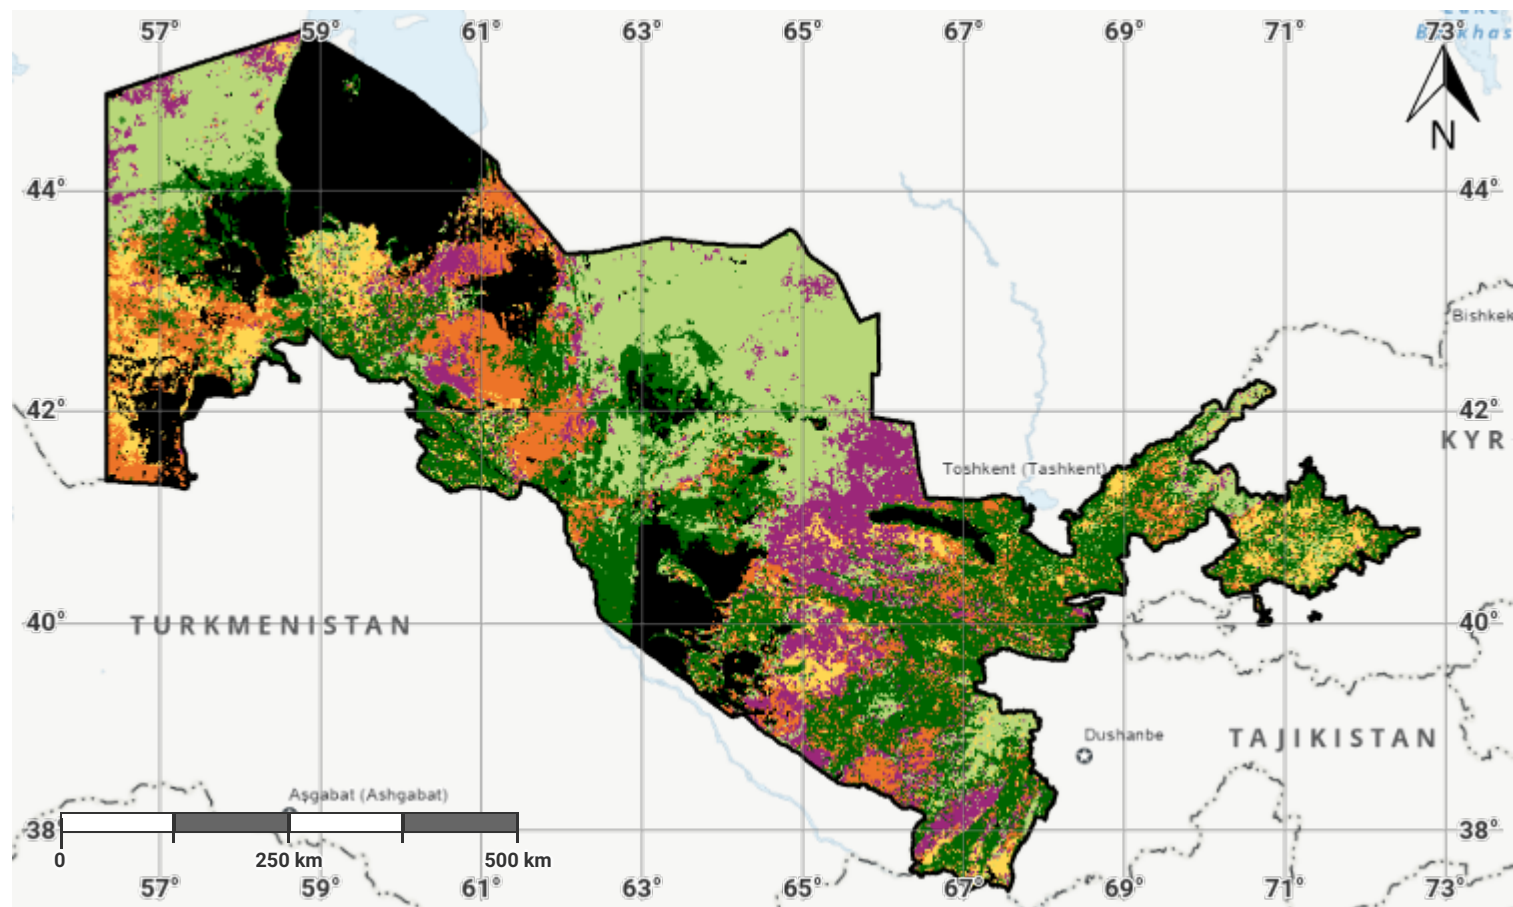 57° 59° 61° 63° 65° 67° 69° 71° 73°
N
44° 44°
Bishkek
42° 42°
KYR
Toshkent (Tashkent)
40° 40°
TURKMENISTAN
Dushanbe
TAJIKISTAN
Aşgabat (Ashgabat)
38° 38°
0 250 km 500 km
57° 59° 61° 63° 65° 67° 69° 71° 73°